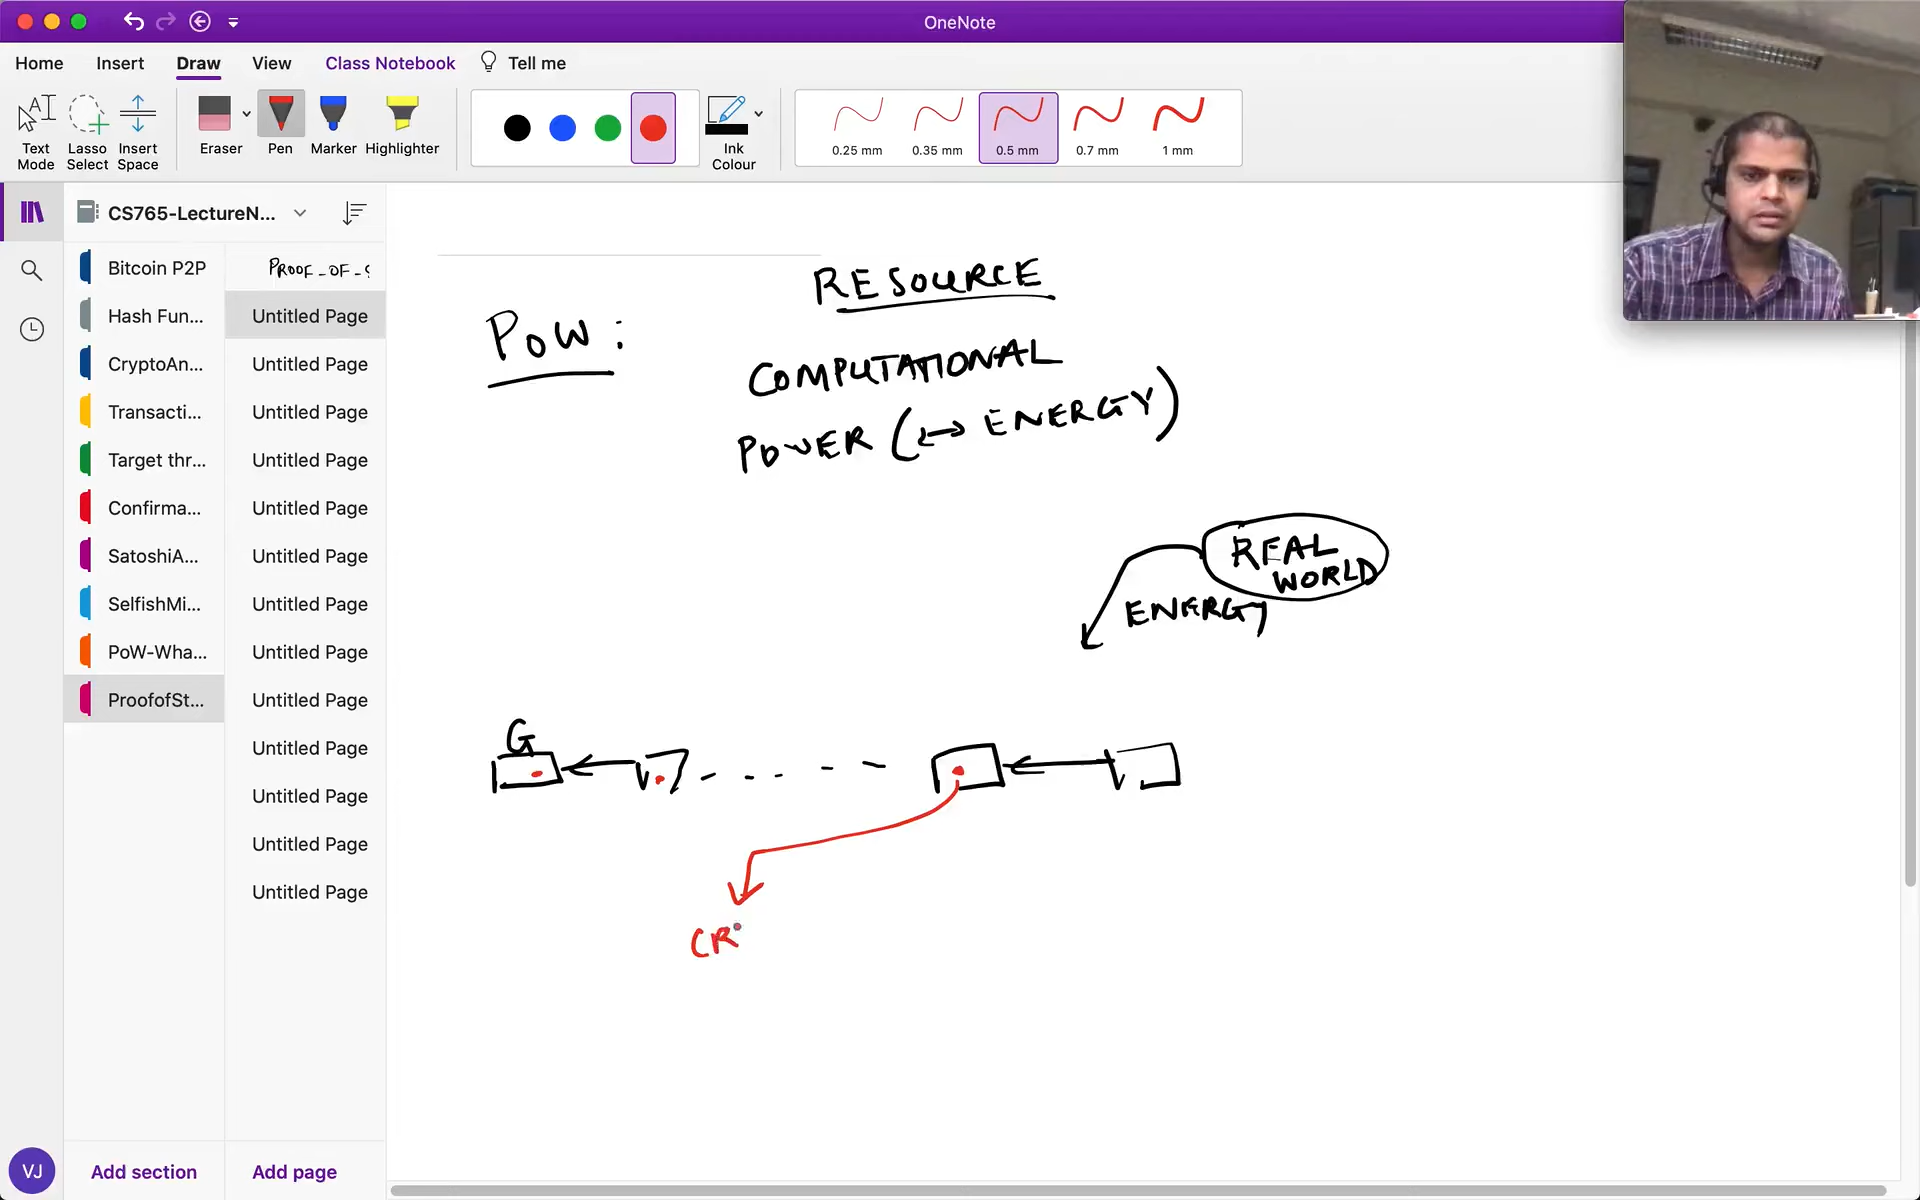 OneNote
Home Insert Draw View Class Notebook Tell me
Text Mode
Lasso Select
Insert Space
Eraser
Pen
Marker
Highlighter
Ink Colour
0.25 mm
0.35 mm
0.5 mm
0.7 mm
1 mm
CS765-LectureN...
Bitcoin P2P
Hash Fun...
CryptoAn...
Transacti...
Target thr...
Confirma...
SatoshiA...
SelfishMi...
PoW-Wha...
ProofofSt...
PROOF-OF-S
Untitled Page
Untitled Page
Untitled Page
Untitled Page
Untitled Page
Untitled Page
Untitled Page
Untitled Page
Untitled Page
Untitled Page
Untitled Page
Untitled Page
Untitled Page
VJ
Add section
Add page
RESOURCE
POW:
COMPUTATIONAL
POWER (↔ ENERGY)
REAL
WORLD
ENERGY
G
CR